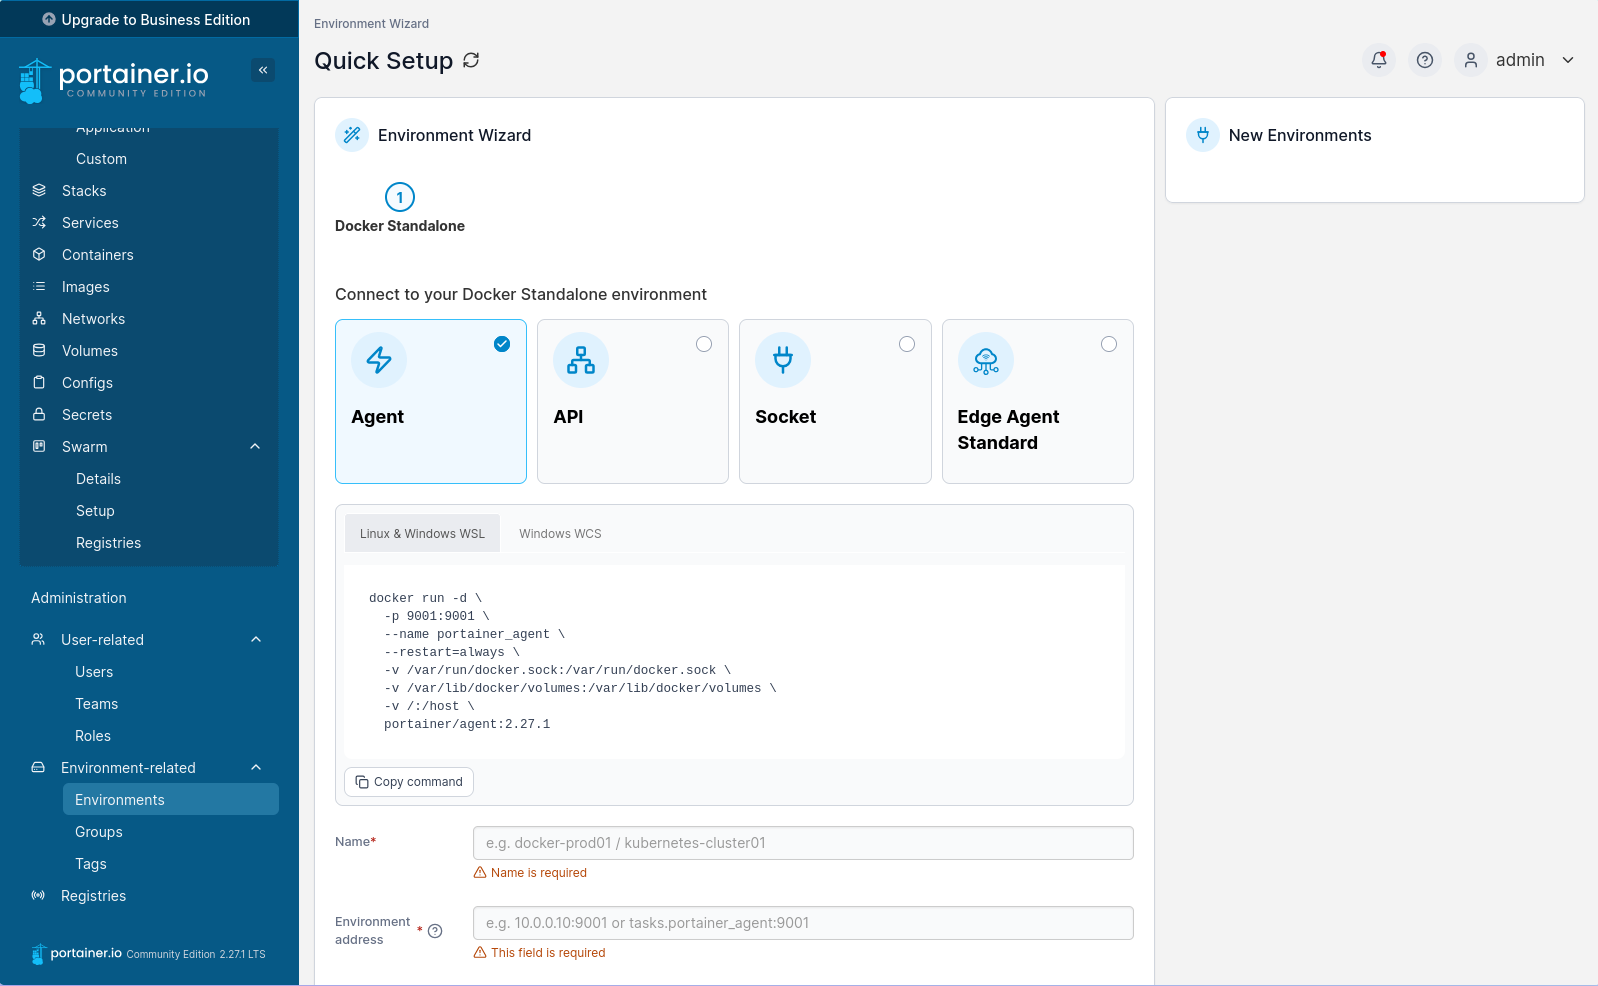 Upgrade to Business Edition
portainer.io
COMMUNITY EDITION
Application
Custom
Stacks
Services
Containers
Images
Networks
Volumes
Configs
Secrets
Swarm
Details
Setup
Registries
Administration
User-related
Users
Teams
Roles
Environment-related
Environments
Groups
Tags
Registries
portainer.io Community Edition 2.27.1 LTS
Environment Wizard
Quick Setup
admin
Environment Wizard
1
Docker Standalone
Connect to your Docker Standalone environment
Agent
API
Socket
Edge Agent
Standard
Linux & Windows WSL
Windows WCS
docker run -d \
-p 9001:9001 \
--name portainer_agent \
--restart=always \
-v /var/run/docker.sock:/var/run/docker.sock \
-v /var/lib/docker/volumes:/var/lib/docker/volumes \
-v /:/host \
portainer/agent:2.27.1
Copy command
Name*
e.g. docker-prod01 / kubernetes-cluster01
Name is required
Environment
address *
e.g. 10.0.0.10:9001 or tasks.portainer_agent:9001
This field is required
New Environments